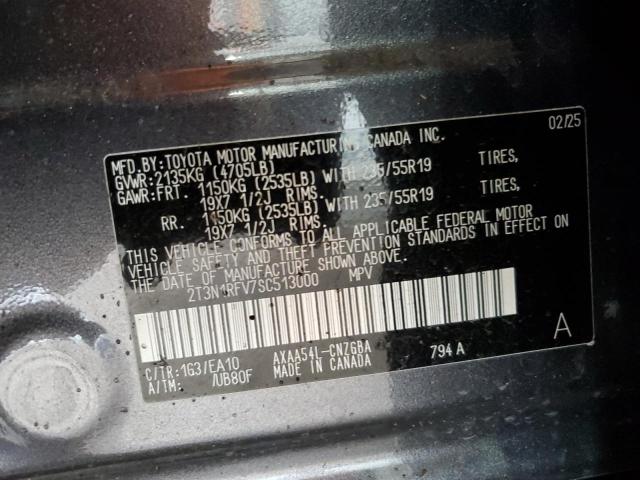 02/25
MFD.BY:TOYOTA MOTOR MANUFACTURING CANADA INC.
GVWR:2135KG (4705LB)
GAWR:FRT. 1150KG (2535LB) WITH 235/55R19 TIRES,
19X7 1/2J RIMS.
RR. 1150KG (2535LB) WITH 235/55R19 TIRES,
19X7 1/2J RIMS.
THIS VEHICLE CONFORMS TO ALL APPLICABLE FEDERAL MOTOR
VEHICLE SAFETY AND THEFT PREVENTION STANDARDS IN EFFECT ON
THE DATE OF MANUFACTURE SHOWN ABOVE.
2T3N1RFV7SC513000 MPV
C/TR:1G3/EA10 AXAA54L-CNZGBA 794 A
A/TM: /UB80F MADE IN CANADA
A